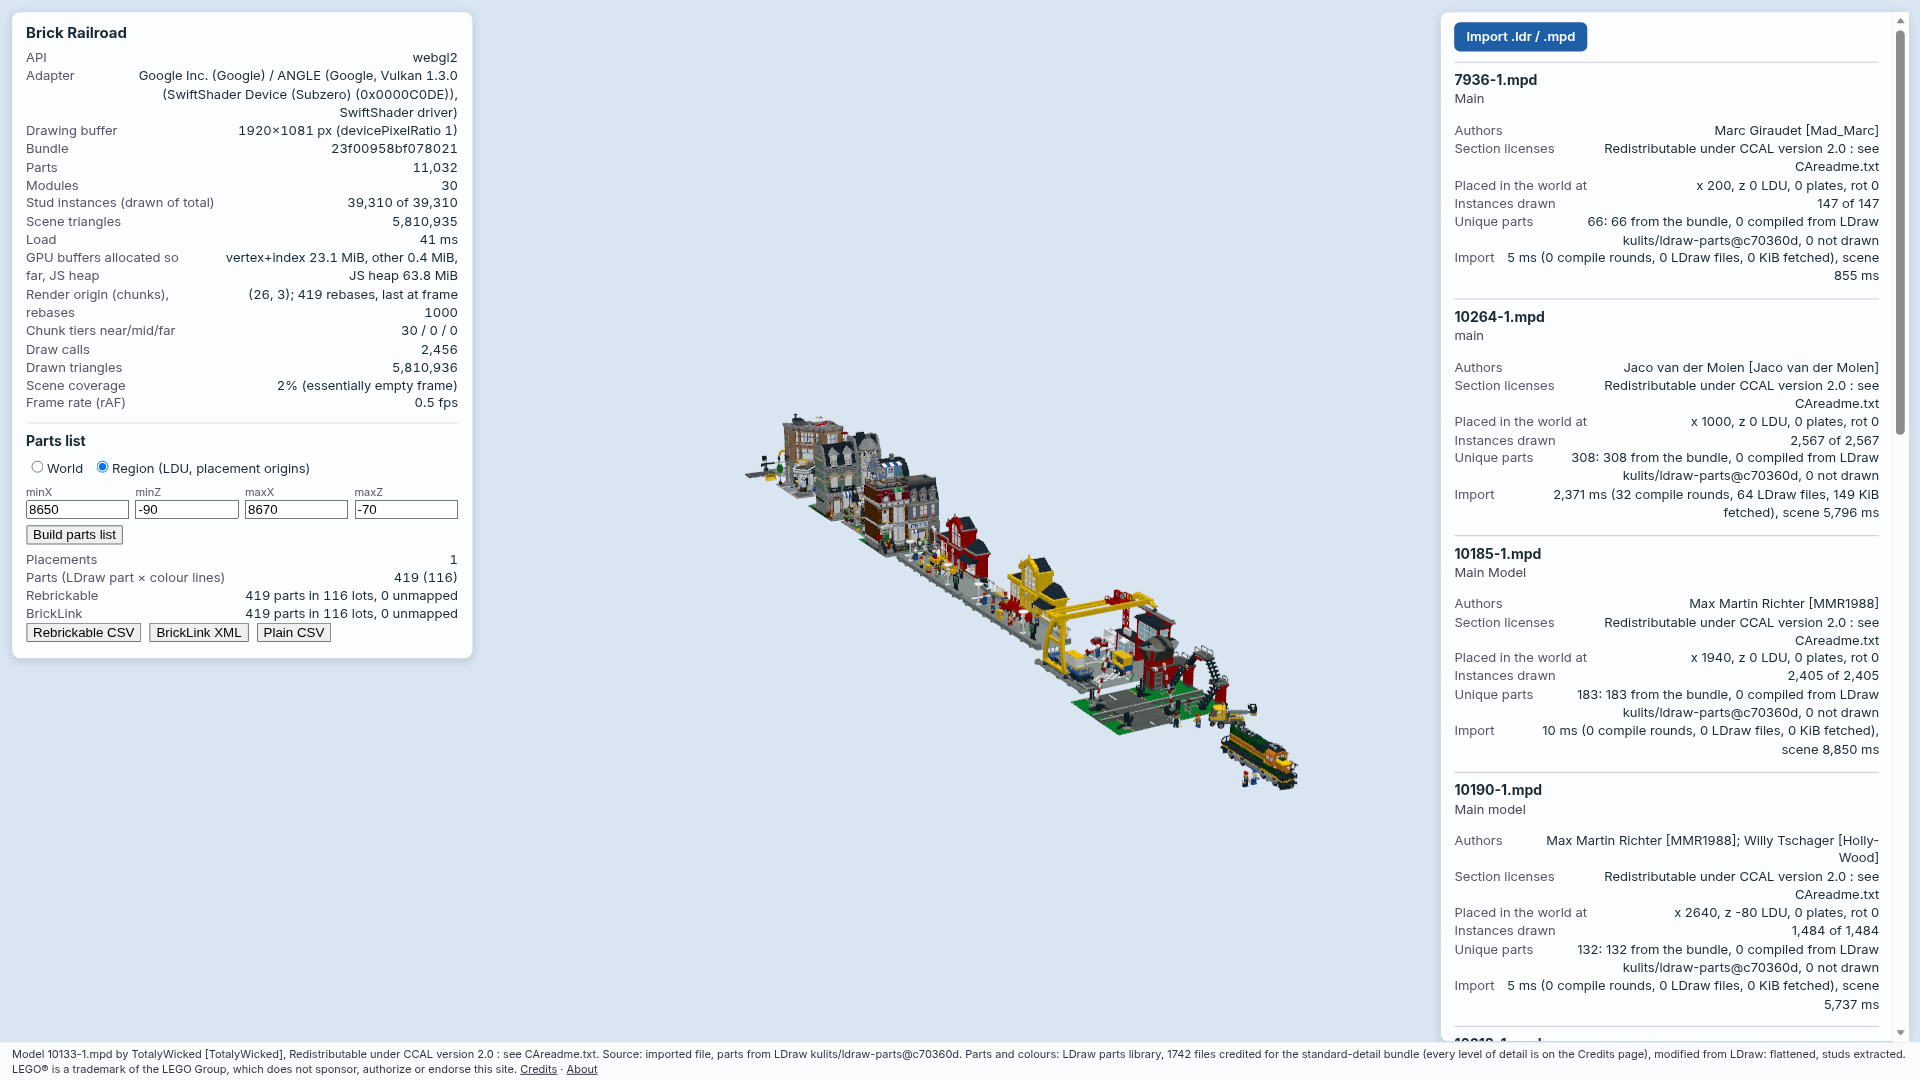 Brick Railroad
API webgl2
Adapter Google Inc. (Google) / ANGLE (Google, Vulkan 1.3.0
(SwiftShader Device (Subzero) (0x0000C0DE)),
SwiftShader driver)
Drawing buffer 1920×1081 px (devicePixelRatio 1)
Bundle 23f00958bf078021
Parts 11,032
Modules 30
Stud instances (drawn of total) 39,310 of 39,310
Scene triangles 5,810,935
Load 41 ms
GPU buffers allocated so vertex+index 23.1 MiB, other 0.4 MiB,
far, JS heap JS heap 63.8 MiB
Render origin (chunks), (26, 3); 419 rebases, last at frame
rebases 1000
Chunk tiers near/mid/far 30 / 0 / 0
Draw calls 2,456
Drawn triangles 5,810,936
Scene coverage 2% (essentially empty frame)
Frame rate (rAF) 0.5 fps
Parts list
World Region (LDU, placement origins)
minX minZ maxX maxZ
8650 -90 8670 -70
Build parts list
Placements 1
Parts (LDraw part × colour lines) 419 (116)
Rebrickable 419 parts in 116 lots, 0 unmapped
BrickLink 419 parts in 116 lots, 0 unmapped
Rebrickable CSV BrickLink XML Plain CSV
Import .ldr / .mpd
7936-1.mpd
Main
Authors Marc Giraudet [Mad_Marc]
Section licenses Redistributable under CCAL version 2.0 : see
CAreadme.txt
Placed in the world at x 200, z 0 LDU, 0 plates, rot 0
Instances drawn 147 of 147
Unique parts 66: 66 from the bundle, 0 compiled from LDraw
kulits/ldraw-parts@c70360d, 0 not drawn
Import 5 ms (0 compile rounds, 0 LDraw files, 0 KiB fetched), scene
855 ms
10264-1.mpd
main
Authors Jaco van der Molen [Jaco van der Molen]
Section licenses Redistributable under CCAL version 2.0 : see
CAreadme.txt
Placed in the world at x 1000, z 0 LDU, 0 plates, rot 0
Instances drawn 2,567 of 2,567
Unique parts 308: 308 from the bundle, 0 compiled from LDraw
kulits/ldraw-parts@c70360d, 0 not drawn
Import 2,371 ms (32 compile rounds, 64 LDraw files, 149 KiB
fetched), scene 5,796 ms
10185-1.mpd
Main Model
Authors Max Martin Richter [MMR1988]
Section licenses Redistributable under CCAL version 2.0 : see
CAreadme.txt
Placed in the world at x 1940, z 0 LDU, 0 plates, rot 0
Instances drawn 2,405 of 2,405
Unique parts 183: 183 from the bundle, 0 compiled from LDraw
kulits/ldraw-parts@c70360d, 0 not drawn
Import 10 ms (0 compile rounds, 0 LDraw files, 0 KiB fetched),
scene 8,850 ms
10190-1.mpd
Main model
Authors Max Martin Richter [MMR1988]; Willy Tschager [Holly-
Wood]
Section licenses Redistributable under CCAL version 2.0 : see
CAreadme.txt
Placed in the world at x 2640, z -80 LDU, 0 plates, rot 0
Instances drawn 1,484 of 1,484
Unique parts 132: 132 from the bundle, 0 compiled from LDraw
kulits/ldraw-parts@c70360d, 0 not drawn
Import 5 ms (0 compile rounds, 0 LDraw files, 0 KiB fetched), scene
5,737 ms
Model 10133-1.mpd by TotalyWicked [TotalyWicked], Redistributable under CCAL version 2.0 : see CAreadme.txt. Source: imported file, parts from LDraw kulits/ldraw-parts@c70360d. Parts and colours: LDraw parts library, 1742 files credited for the standard-detail bundle (every level of detail is on the Credits page), modified from LDraw: flattened, studs extracted.
LEGO® is a trademark of the LEGO Group, which does not sponsor, authorize or endorse this site. Credits · About